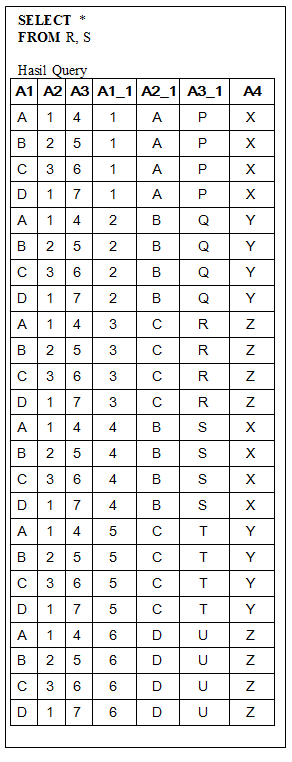 SELECT *
FROM R, S
Hasil Query
A1 A2 A3 A1_1 A2_1 A3_1 A4
A 1 4 1 A P X
B 2 5 1 A P X
C 3 6 1 A P X
D 1 7 1 A P X
A 1 4 2 B Q Y
B 2 5 2 B Q Y
C 3 6 2 B Q Y
D 1 7 2 B Q Y
A 1 4 3 C R Z
B 2 5 3 C R Z
C 3 6 3 C R Z
D 1 7 3 C R Z
A 1 4 4 B S X
B 2 5 4 B S X
C 3 6 4 B S X
D 1 7 4 B S X
A 1 4 5 C T Y
B 2 5 5 C T Y
C 3 6 5 C T Y
D 1 7 5 C T Y
A 1 4 6 D U Z
B 2 5 6 D U Z
C 3 6 6 D U Z
D 1 7 6 D U Z